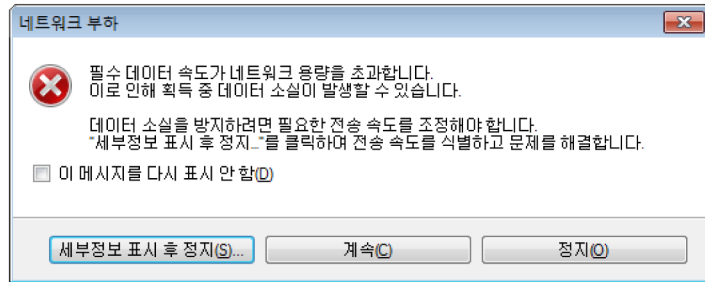 네트워크 부하
필수 데이터 속도가 네트워크 용량을 초과합니다.
이로 인해 획득 중 데이터 소실이 발생할 수 있습니다.
데이터 소실을 방지하려면 필요한 전송 속도를 조정해야 합니다.
"세부정보 표시 후 정지..."를 클릭하여 전송 속도를 식별하고 문제를 해결합니다.
이 메시지를 다시 표시 안 함(D)
세부정보 표시 후 정지(S)... 계속(C) 정지(O)